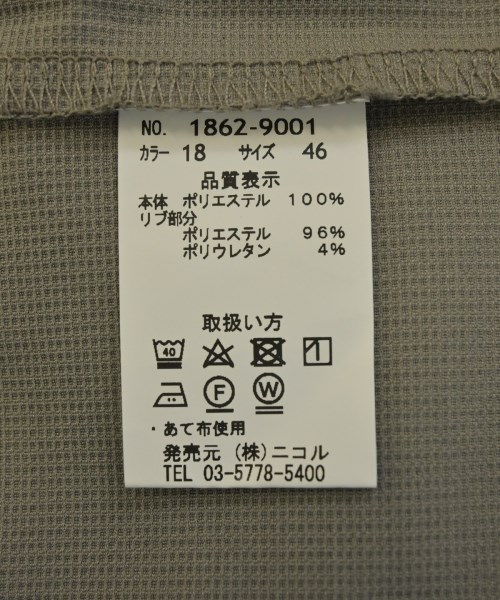 NO. 1862-9001
カラー 18 サイズ 46
品質表示
本体 ポリエステル 100%
リブ部分
ポリエステル 96%
ポリウレタン 4%
取扱い方
40
F W
・あて布使用
発売元 (株)ニコル
TEL 03-5778-5400